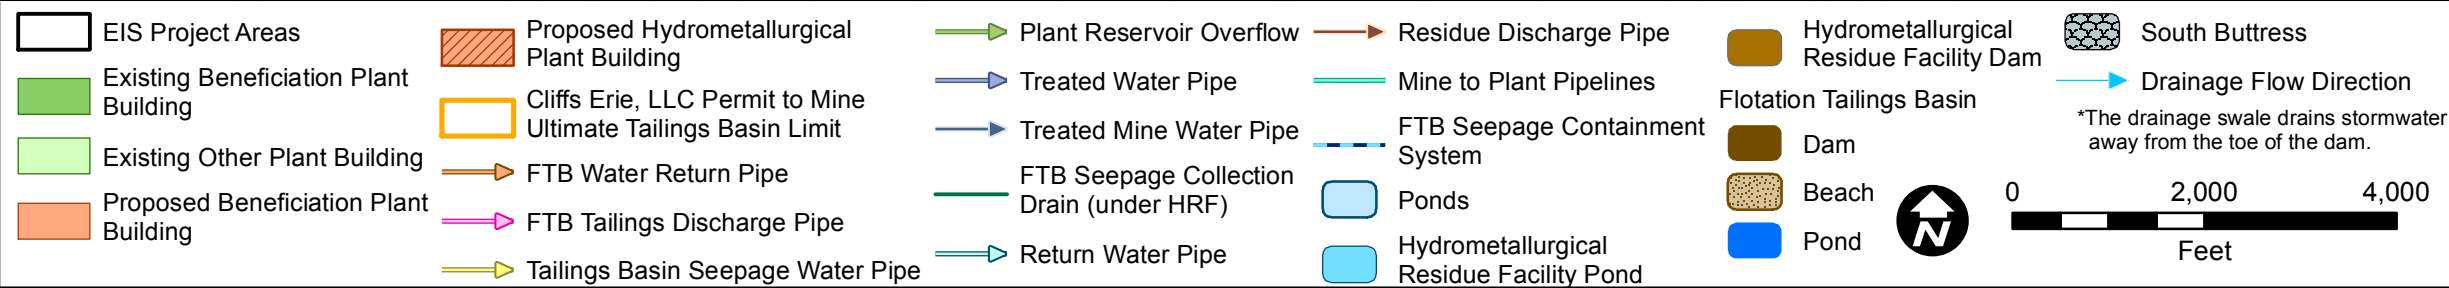 EIS Project Areas
Existing Beneficiation Plant
Building
Existing Other Plant Building
Proposed Beneficiation Plant
Building
Proposed Hydrometallurgical
Plant Building
Cliffs Erie, LLC Permit to Mine
Ultimate Tailings Basin Limit
FTB Water Return Pipe
FTB Tailings Discharge Pipe
Tailings Basin Seepage Water Pipe
Plant Reservoir Overflow
Treated Water Pipe
Treated Mine Water Pipe
FTB Seepage Collection
Drain (under HRF)
Return Water Pipe
Residue Discharge Pipe
Mine to Plant Pipelines
FTB Seepage Containment
System
Ponds
Hydrometallurgical
Residue Facility Pond
Hydrometallurgical
Residue Facility Dam
Flotation Tailings Basin
Dam
Beach
Pond
South Buttress
Drainage Flow Direction
*The drainage swale drains stormwater
away from the toe of the dam.
N
0 2,000 4,000
Feet